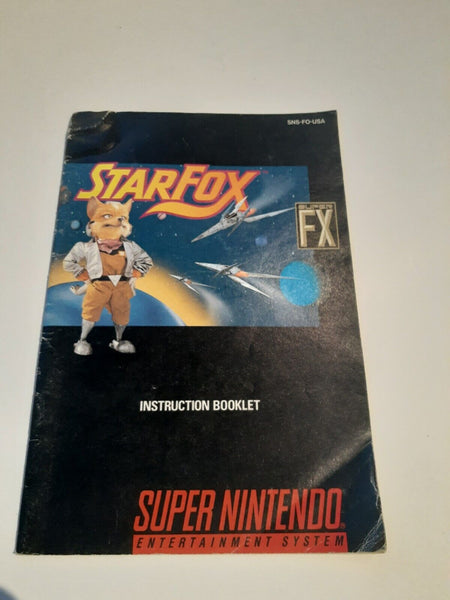 SNS-FO-USA
STARFOX
SUPER
FX
INSTRUCTION BOOKLET
SUPER NINTENDO®
ENTERTAINMENT SYSTEM